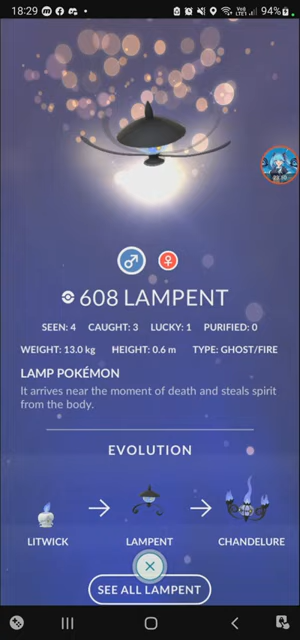 18:29
94%
608 LAMPENT
SEEN: 4 CAUGHT: 3 LUCKY: 1 PURIFIED: 0
WEIGHT: 13.0 kg HEIGHT: 0.6 m TYPE: GHOST/FIRE
LAMP POKÉMON
It arrives near the moment of death and steals spirit
from the body.
EVOLUTION
LITWICK LAMPENT CHANDELURE
SEE ALL LAMPENT